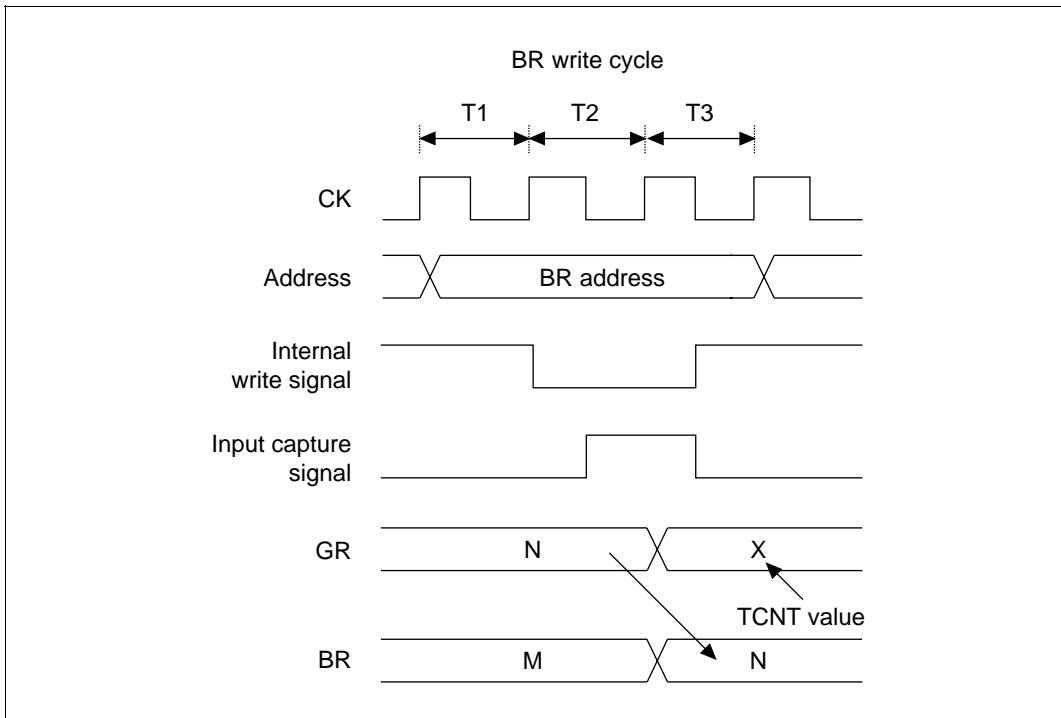 BR write cycle
T1 T2 T3
CK
Address BR address
Internal
write signal
Input capture
signal
GR N X
TCNT value
BR M N